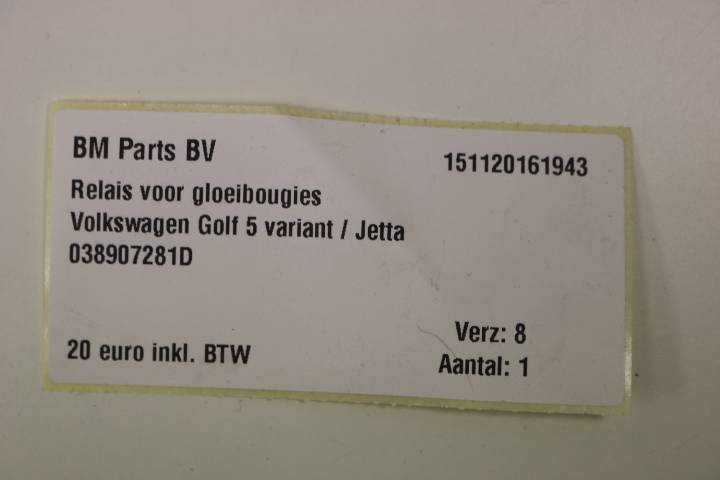 BM Parts BV
151120161943
Relais voor gloeibougies
Volkswagen Golf 5 variant / Jetta
038907281D
Verz: 8
20 euro inkl. BTW
Aantal: 1